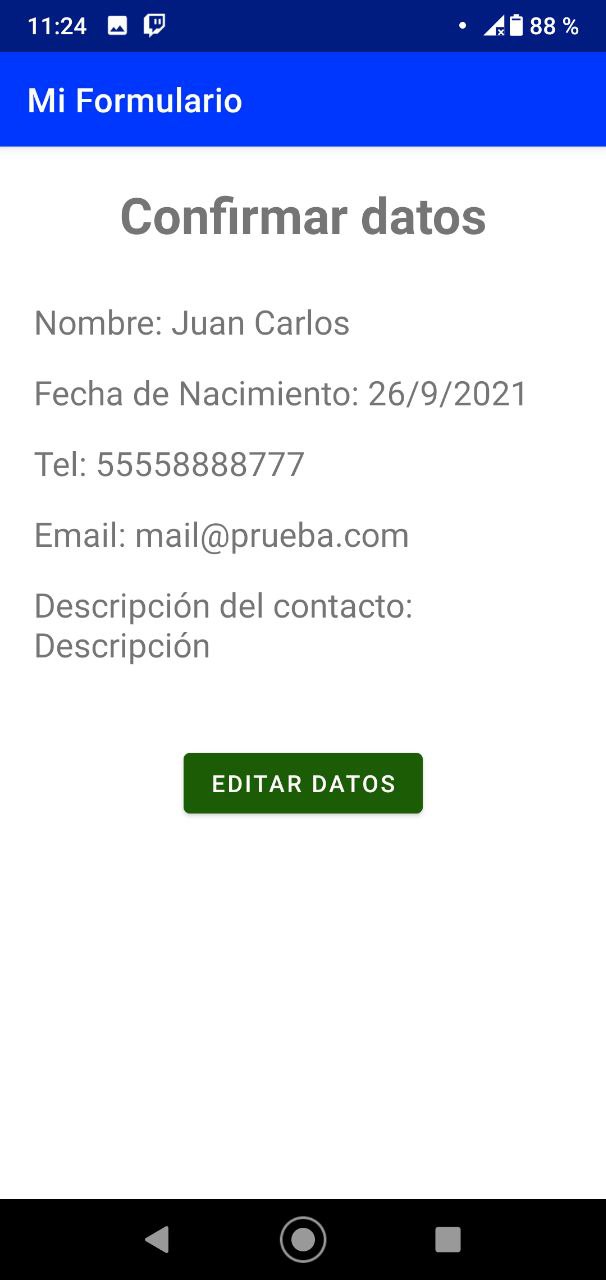 11:24
88 %
Mi Formulario
Confirmar datos
Nombre: Juan Carlos
Fecha de Nacimiento: 26/9/2021
Tel: 55558888777
Email: mail@prueba.com
Descripción del contacto:
Descripción
EDITAR DATOS